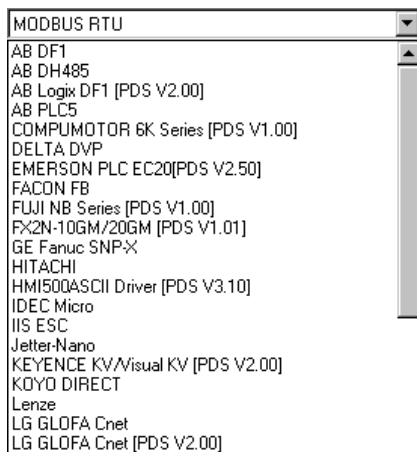 MODBUS RTU
AB DF1
AB DH485
AB Logix DF1 [PDS V2.00]
AB PLC5
COMPUMOTOR 6K Series [PDS V1.00]
DELTA DVP
EMERSON PLC EC20[PDS V2.50]
FACON FB
FUJI NB Series [PDS V1.00]
FX2N-10GM/20GM [PDS V1.01]
GE Fanuc SNP-X
HITACHI
HMI500ASCII Driver [PDS V3.10]
IDEC Micro
IIS ESC
Jetter-Nano
KEYENCE KV/Visual KV [PDS V2.00]
KOYO DIRECT
Lenze
LG GLOFA Cnet
LG GLOFA Cnet [PDS V2.00]